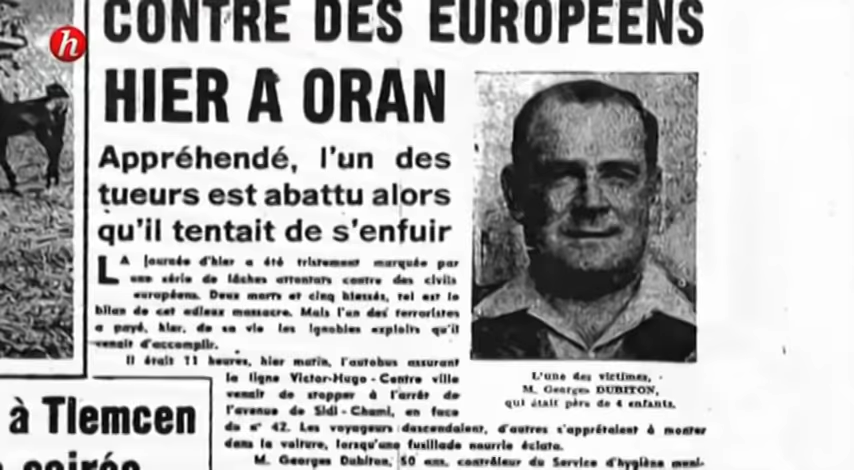 h
CONTRE DES EUROPEENS
HIER A ORAN
Appréhendé, l'un des
tueurs est abattu alors
qu'il tentait de s'enfuir
LA journée d'hier a été tristement marquée par
une série de lâches attentats contre des civils
européens. Deux morts et cinq blessés, tel est le
bilan de cet odieux massacre. Mais l'un des terroristes
a payé, hier, de sa vie les ignobles exploits qu'il
venait d'accomplir.
Il était 11 heures, hier matin, l'autobus assurant
la ligne Victor-Hugo - Centre ville
venait de stopper à l'arrêt de
l'avenue de Sidi - Chami, en face
du n° 42. Les voyageurs descendaient, d'autres s'apprêtaient à monter
dans la voiture, lorsqu'une fusillade nourrie éclata.
M. Georges Dubiton, 50 ans, contrôleur du Service d'hygiène muni-
L'une des victimes,
M. Georges DUBITON,
qui était père de 4 enfants.
à Tlemcen
soirée